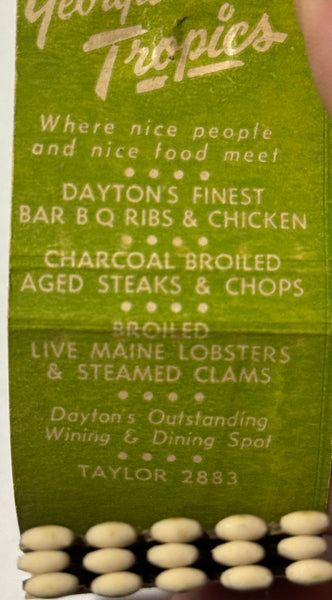 Tropics
Where nice people
and nice food meet
DAYTON'S FINEST
BAR B Q RIBS & CHICKEN
CHARCOAL BROILED
AGED STEAKS & CHOPS
BROILED
LIVE MAINE LOBSTERS
& STEAMED CLAMS
Dayton's Outstanding
Wining & Dining Spot
TAYLOR 2883